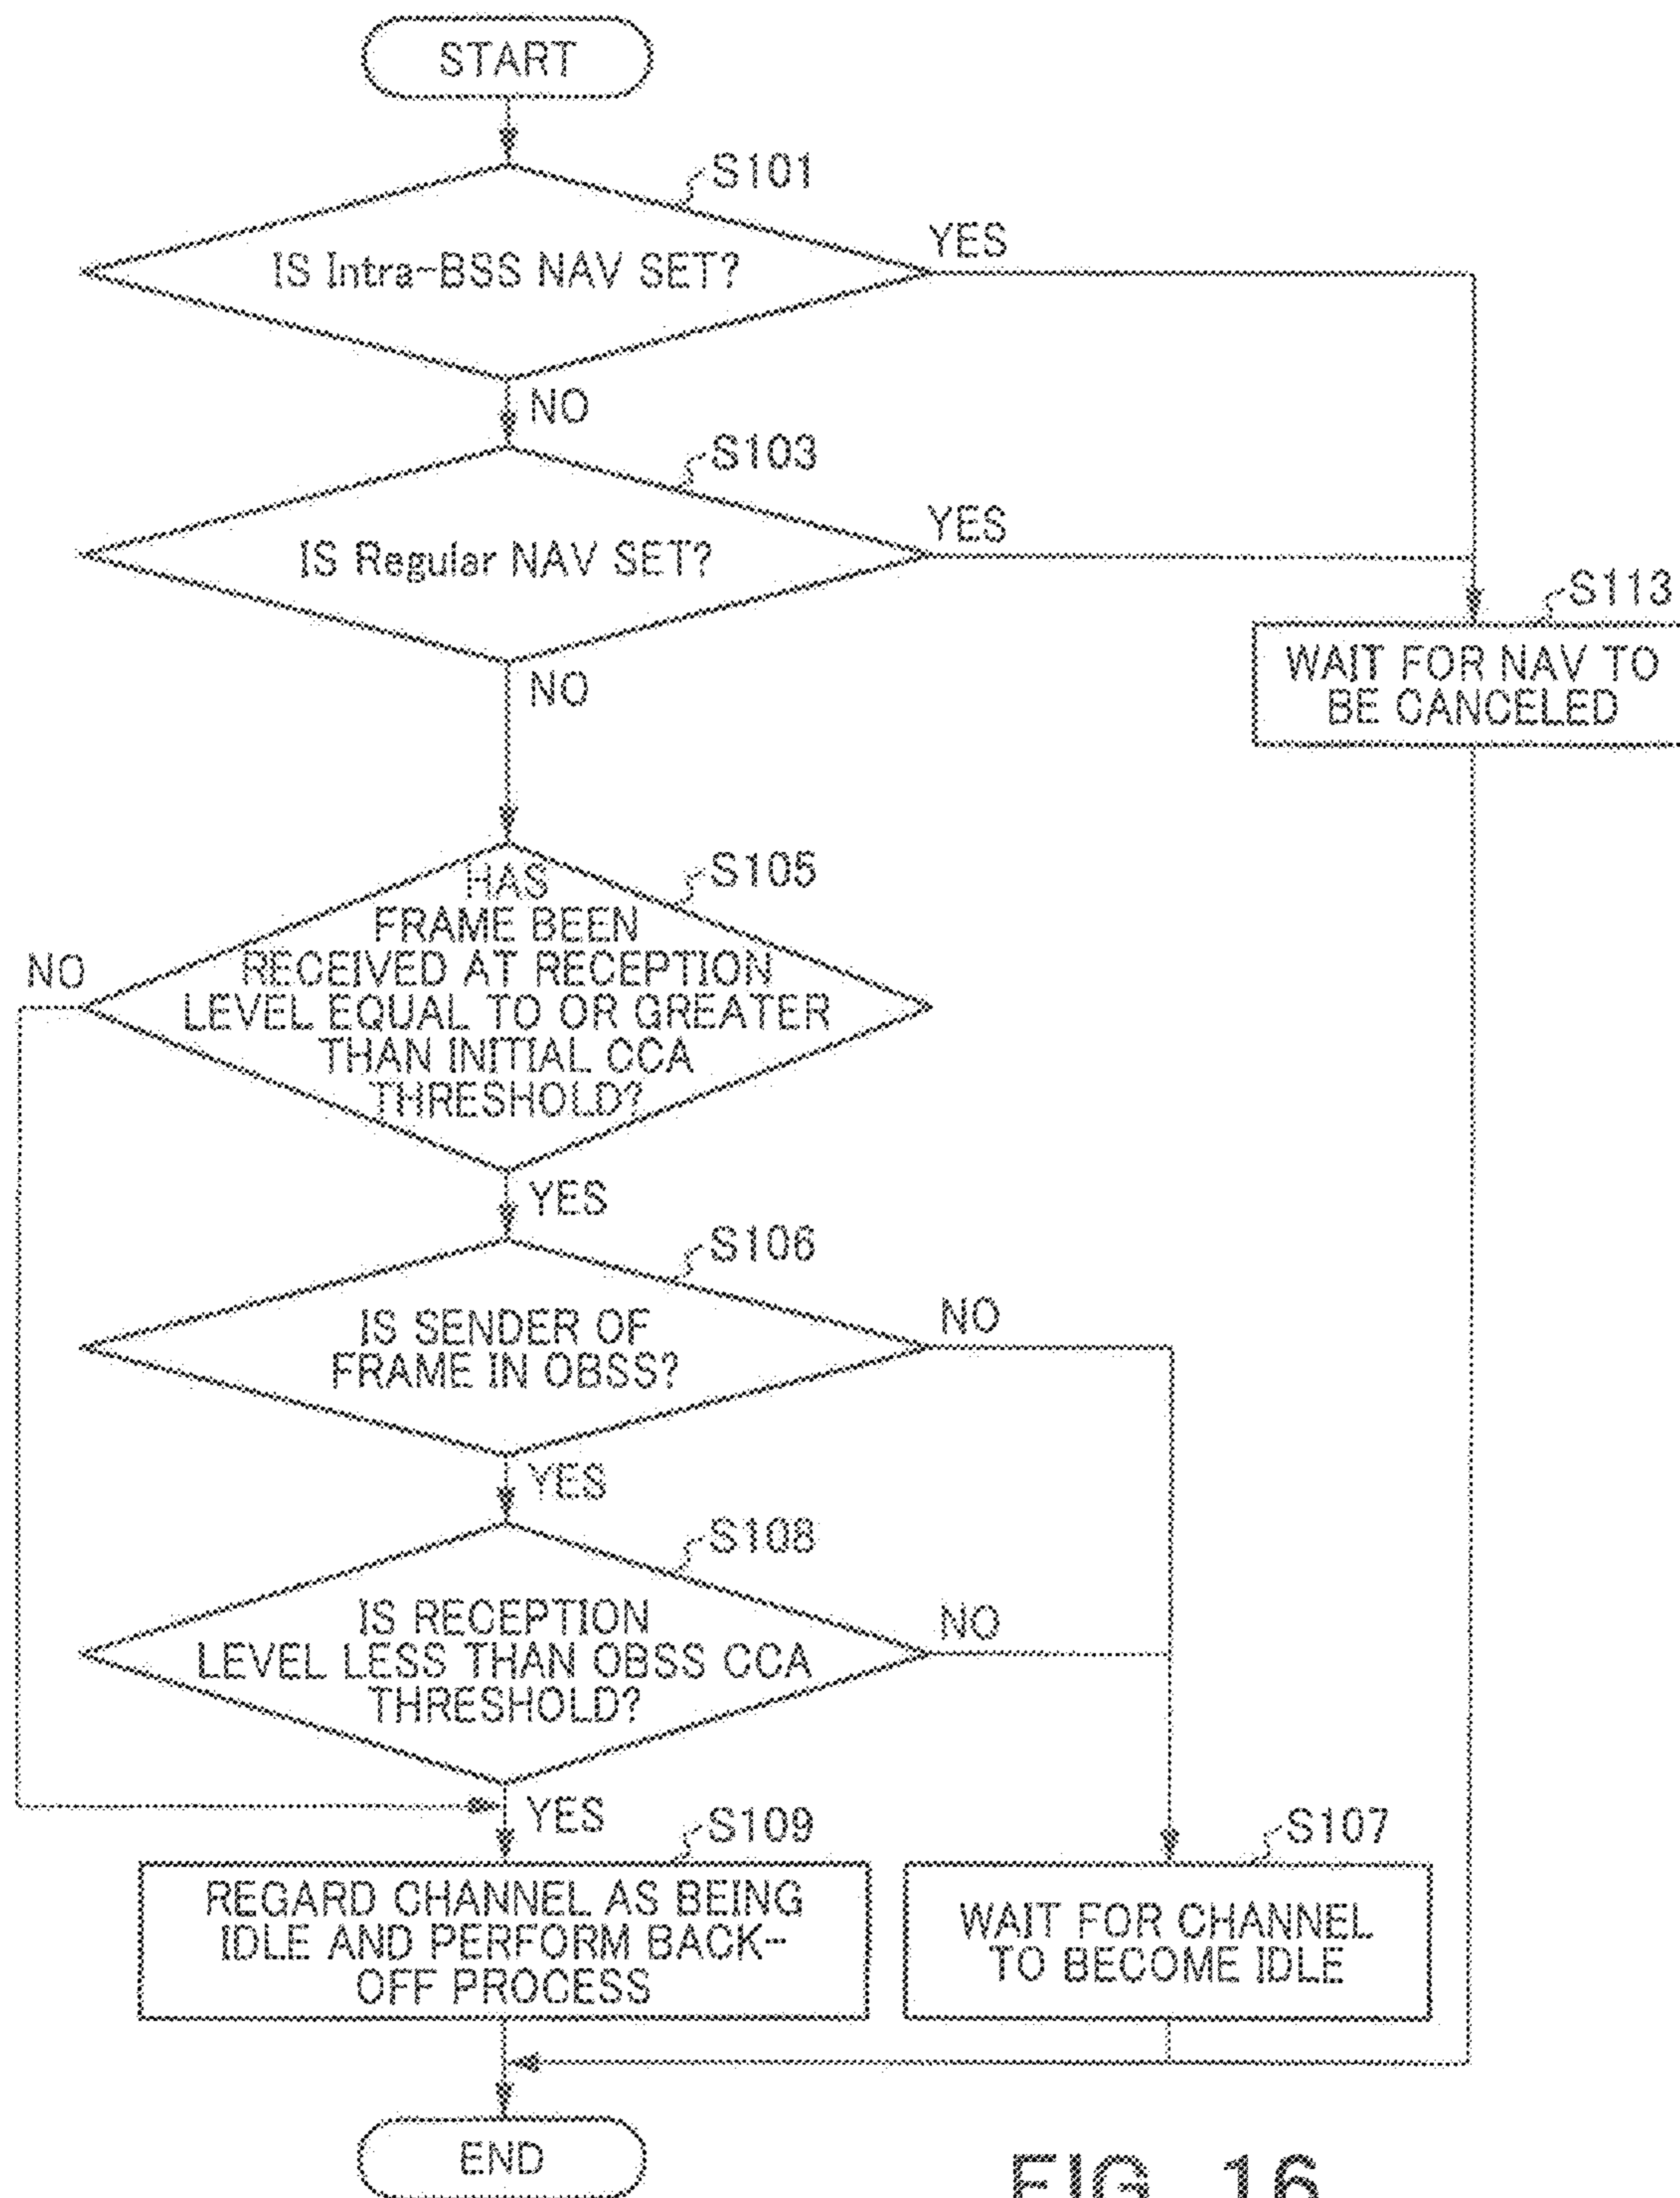 START
S101
IS Intra-BSS NAV SET?
YES
NO
S103
IS Regular NAV SET?
YES
NO
S113
WAIT FOR NAV TO
BE CANCELED
S105
HAS
FRAME BEEN
RECEIVED AT RECEPTION
LEVEL EQUAL TO OR GREATER
THAN INITIAL CCA
THRESHOLD?
NO
YES
S106
IS SENDER OF
FRAME IN OBSS?
NO
YES
S108
IS RECEPTION
LEVEL LESS THAN OBSS CCA
THRESHOLD?
NO
YES
S109
REGARD CHANNEL AS BEING
IDLE AND PERFORM BACK-
OFF PROCESS
S107
WAIT FOR CHANNEL
TO BECOME IDLE
END
FIG. 16